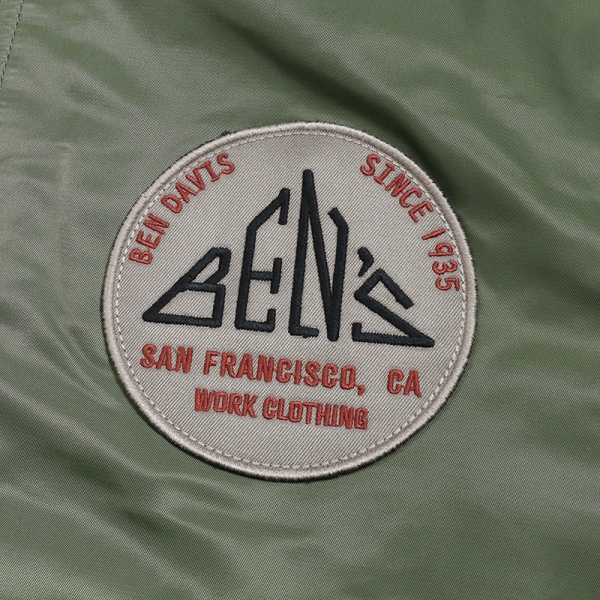 BEN DAVIS
SINCE 1935
BEN'S
SAN FRANCISCO, CA
WORK CLOTHING